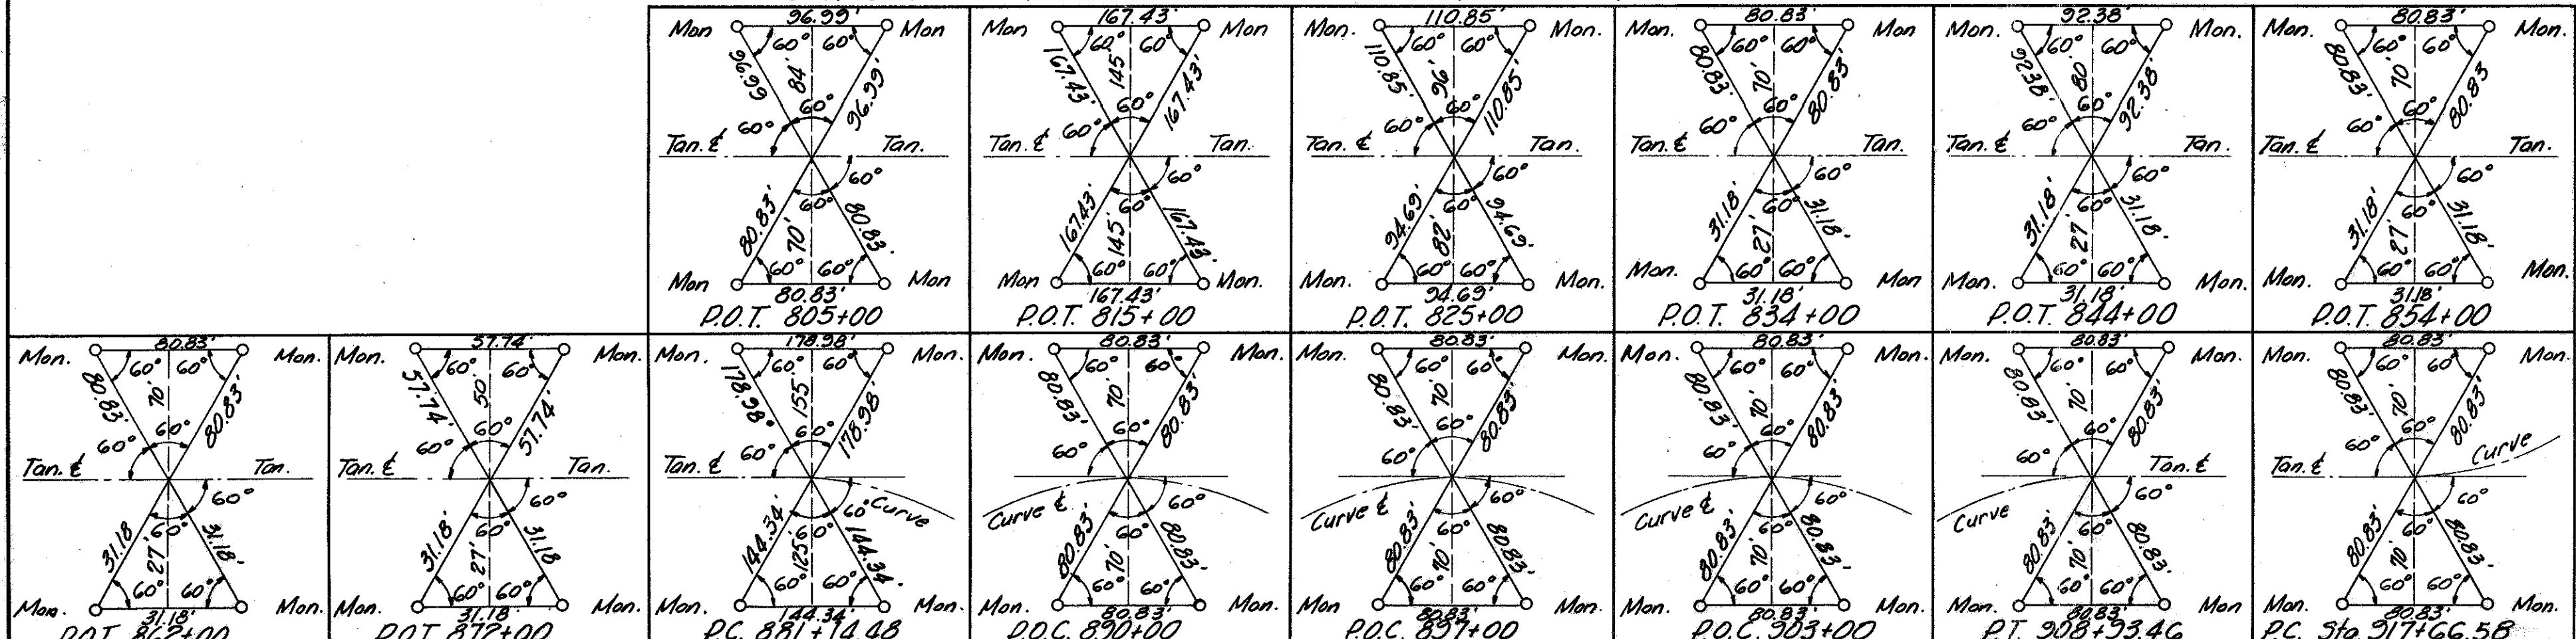 96.99'
Mon Mon
60° 60°
96.99 84' 96.99'
60°
60°
Tan. ℄ Tan.
60°
60°
80.83' 70' 80.83'
60° 60°
Mon Mon
80.83'
P.O.T. 805+00
167.43'
Mon Mon
60° 60°
167.43' 145' 167.43'
60°
60°
Tan. ℄ Tan.
60°
60°
167.43' 145' 167.43'
60° 60°
Mon Mon.
167.43'
P.O.T. 815+00
110.85'
Mon. Mon.
60° 60°
110.85' 96' 110.85'
60°
60°
Tan. ℄ Tan.
60°
60°
94.69' 82' 94.69'
60° 60°
Mon. Mon.
94.69'
P.O.T. 825+00
80.83'
Mon. Mon
60° 60°
80.83' 70' 80.83'
60°
60°
Tan. ℄ Tan.
60°
60°
31.18' 27' 31.18'
60° 60°
Mon. Mon
31.18'
P.O.T. 834+00
92.38'
Mon. Mon.
60° 60°
92.38' 80' 92.38'
60°
60°
Tan. ℄ Tan.
60°
60°
31.18' 27' 31.18'
60° 60°
Mon. Mon.
31.18'
P.O.T. 844+00
80.83'
Mon. Mon.
60° 60°
80.83' 70' 80.83
60°
60°
Tan. ℄ Tan.
60°
60°
31.18' 27' 31.18'
60° 60°
Mon. Mon.
31.18'
P.O.T. 854+00
80.83'
Mon. Mon.
60° 60°
80.83' 70' 80.83'
60°
60°
Tan. ℄ Tan.
60°
60°
31.18 27' 31.18'
60° 60°
Mon. Mon.
31.18'
P.O.T. 862+00
57.74'
Mon. Mon.
60° 60°
57.74' 50' 57.74'
60°
60°
Tan. ℄ Tan.
60°
60°
31.18' 27' 31.18
60° 60°
Mon. Mon.
31.18'
P.O.T. 872+00
178.98'
Mon. Mon.
60° 60°
178.98' 155' 178.98'
60°
60°
Tan. ℄
60° Curve
60°
144.34' 125' 144.34'
60° 60°
Mon. Mon.
144.34'
P.C. 881+14.48
80.83'
Mon. Mon.
60° 60°
80.83' 70' 80.83'
60°
60°
60°
Curve ℄
60°
80.83' 70' 80.83'
60° 60°
Mon. Mon.
80.83'
P.O.C. 890+00
80.83'
Mon. Mon.
60° 60°
80.83' 70' 80.83'
60°
60°
60°
Curve ℄
60°
80.83' 70' 80.83'
60° 60°
Mon Mon.
80.83'
P.O.C. 897+00
80.83'
Mon. Mon.
60° 60°
80.83' 70' 80.83'
60°
60°
60°
Curve ℄
60°
80.83' 70' 80.83'
60° 60°
Mon. Mon.
80.83'
P.O.C. 903+00
80.83'
Mon. Mon.
60° 60°
80.83' 70' 80.83'
60°
60°
Tan. ℄
60°
Curve
60°
80.83' 70' 80.83'
60° 60°
Mon. Mon
80.83'
P.T. 908+93.46
80.83'
Mon. Mon.
60° 60°
80.83' 70' 80.83'
60°
60° Curve
Tan. ℄
60°
60°
80.83' 70' 80.83'
60° 60°
Mon. Mon.
80.83'
P.C. Sta. 917+66.58